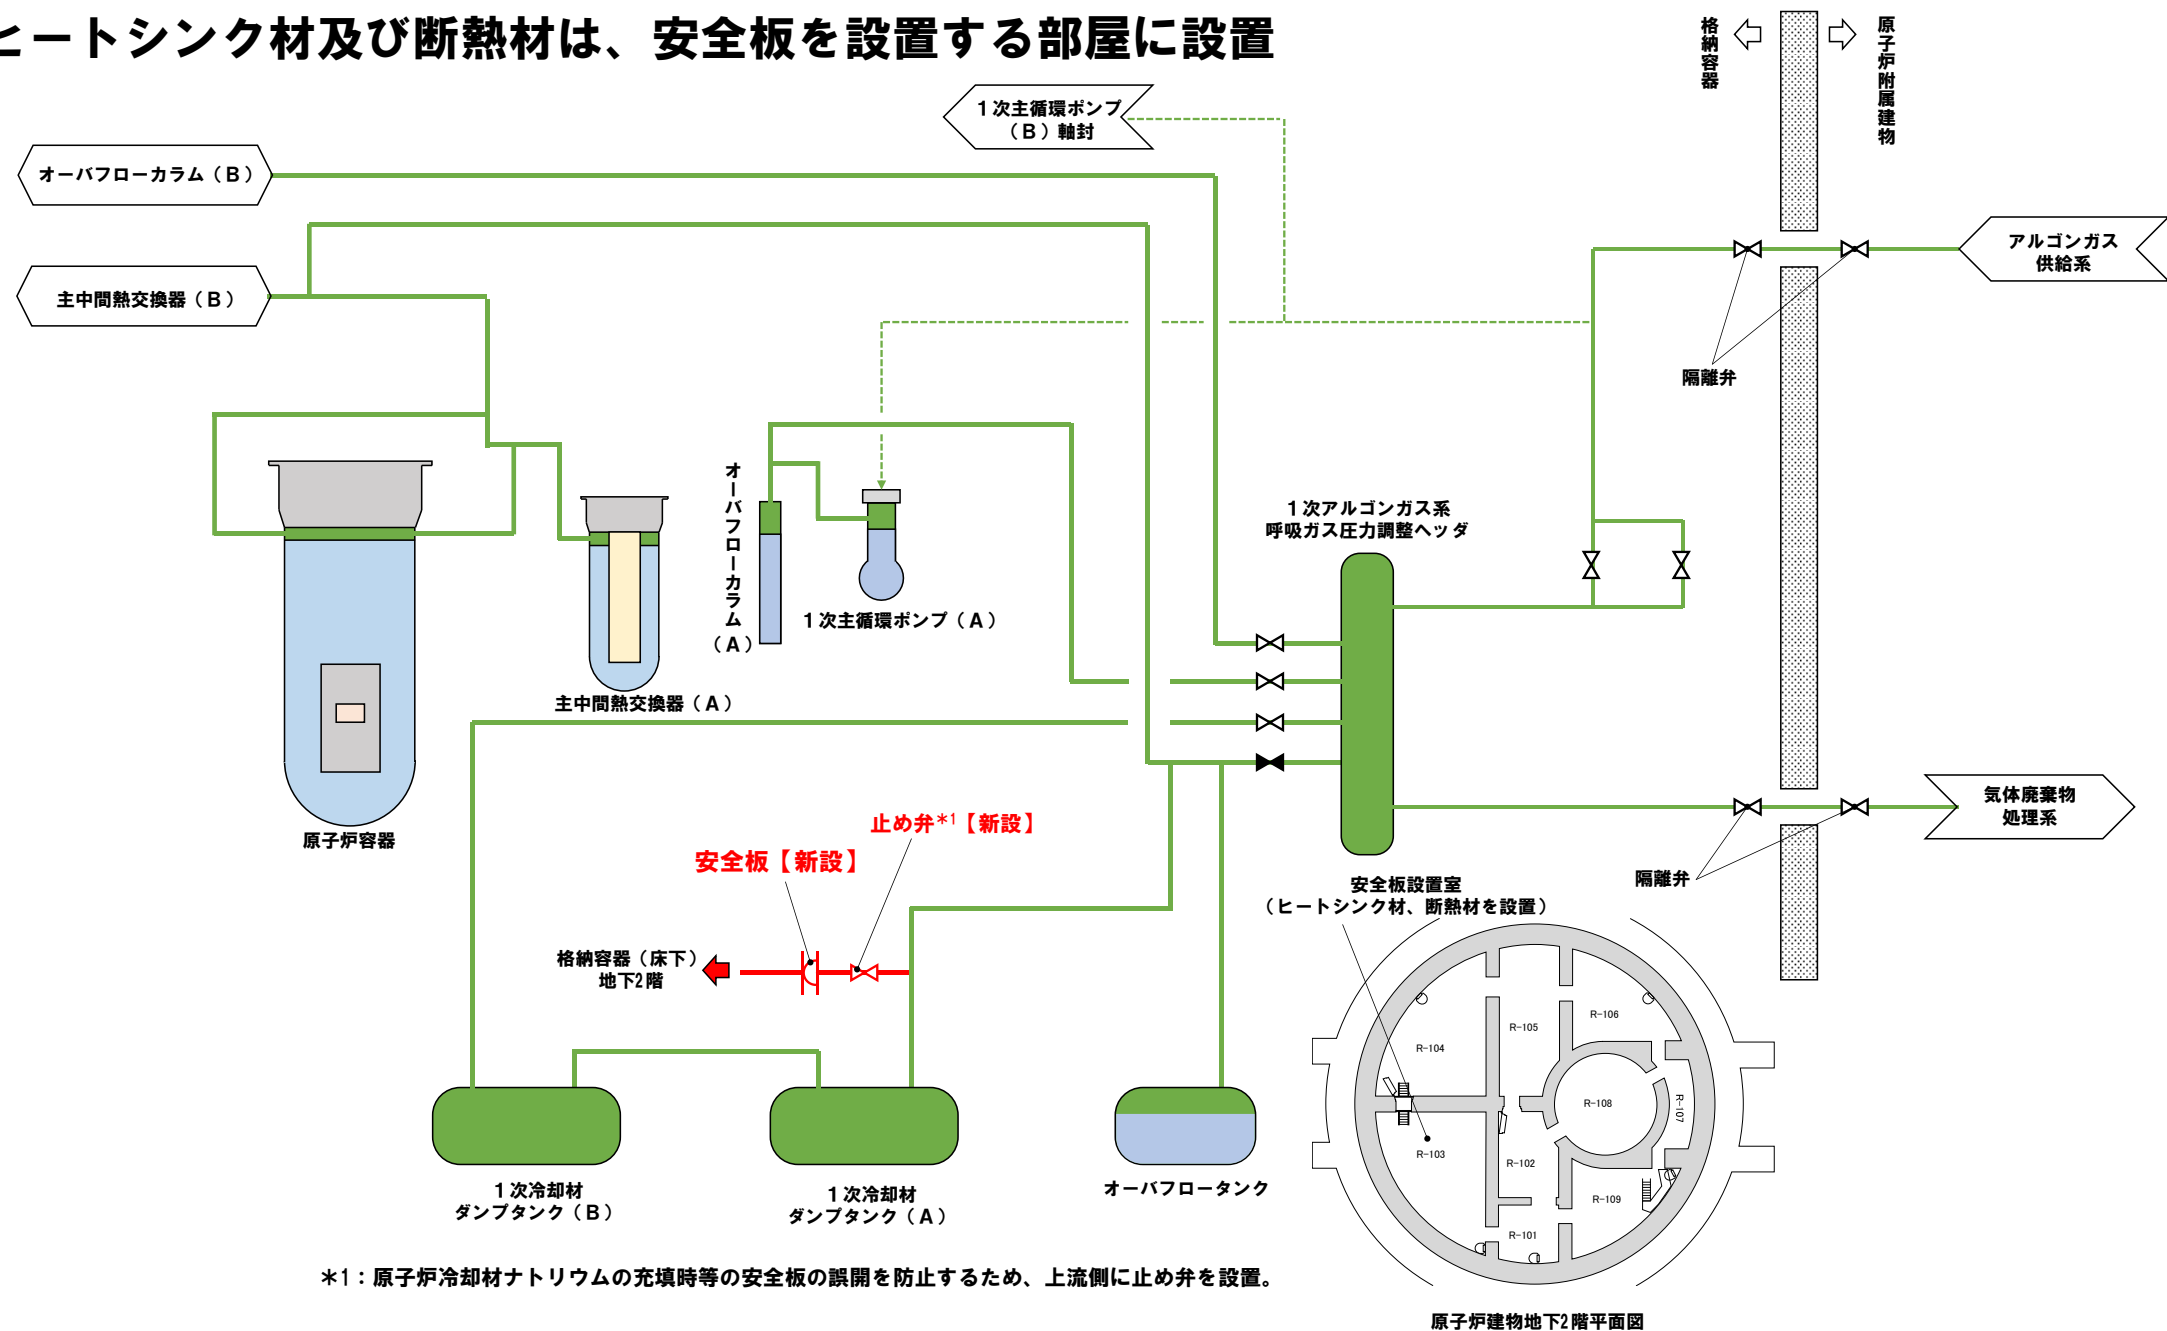 ヒートシンク材及び断熱材は、安全板を設置する部屋に設置
格納容器
原子炉附属建物
1次主循環ポンプ
（B）軸封
オーバフローカラム（B）
アルゴンガス
供給系
主中間熱交換器（B）
隔離弁
オーバフローカラム
（A）
1次アルゴンガス系
呼吸ガス圧力調整ヘッダ
1次主循環ポンプ（A）
主中間熱交換器（A）
原子炉容器
止め弁*1【新設】
安全板【新設】
気体廃棄物
処理系
隔離弁
安全板設置室
（ヒートシンク材、断熱材を設置）
格納容器（床下）
地下2階
R-106
R-105
R-104
R-108
R-107
R-103
R-102
R-109
R-101
1次冷却材
ダンプタンク（B）
1次冷却材
ダンプタンク（A）
オーバフロータンク
*1：原子炉冷却材ナトリウムの充填時等の安全板の誤開を防止するため、上流側に止め弁を設置。
原子炉建物地下2階平面図